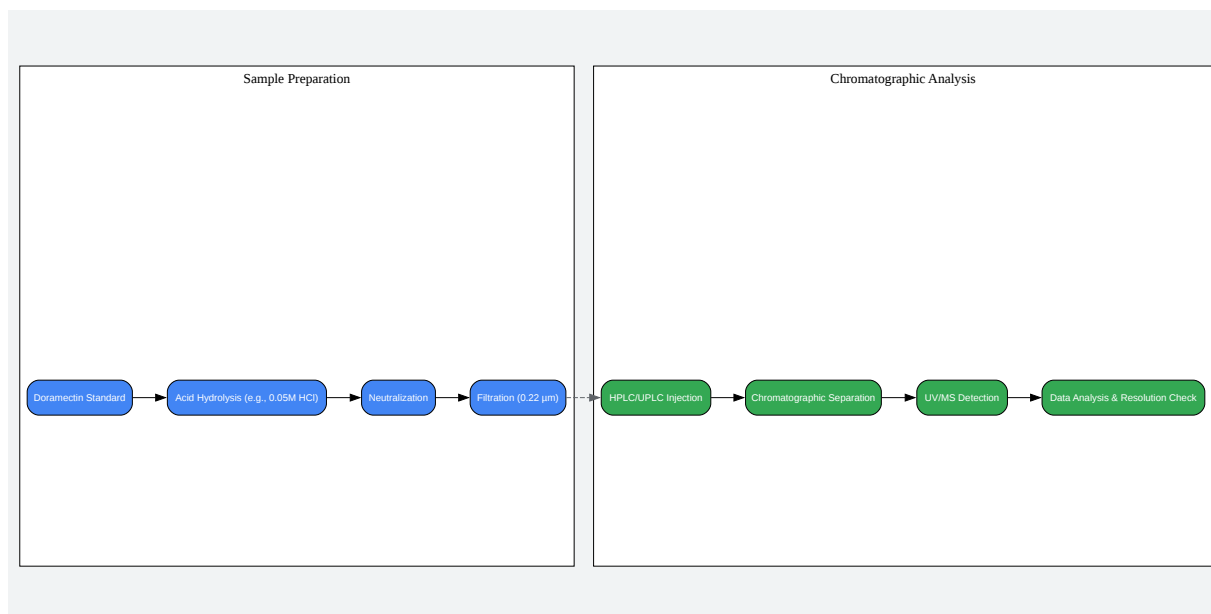 Sample Preparation
Chromatographic Analysis
Doramectin Standard
Acid Hydrolysis (e.g., 0.05M HCl)
Neutralization
Filtration (0.22 µm)
HPLC/UPLC Injection
Chromatographic Separation
UV/MS Detection
Data Analysis & Resolution Check